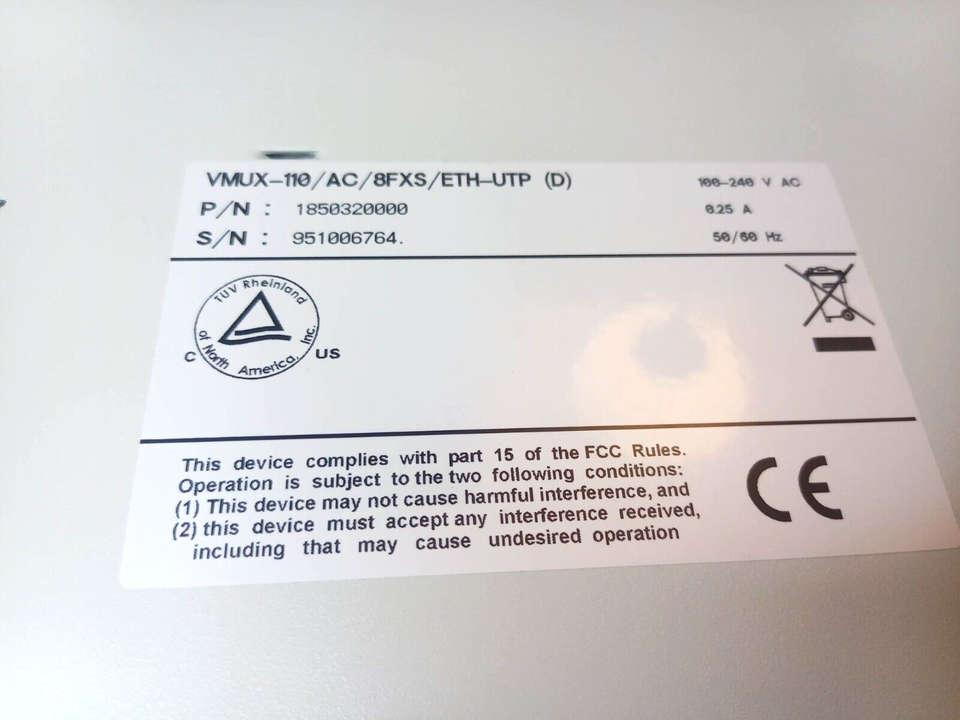 VMUX-110/AC/8FXS/ETH-UTP (D)
100-240 V AC
P/N : 1850320000
0.25 A
S/N : 951006764.
50/60 Hz
TÜV Rheinland
of North America, Inc.
C US
This device complies with part 15 of the FCC Rules.
Operation is subject to the two following conditions:
(1) This device may not cause harmful interference, and
(2) this device must accept any interference received,
including that may cause undesired operation
CE